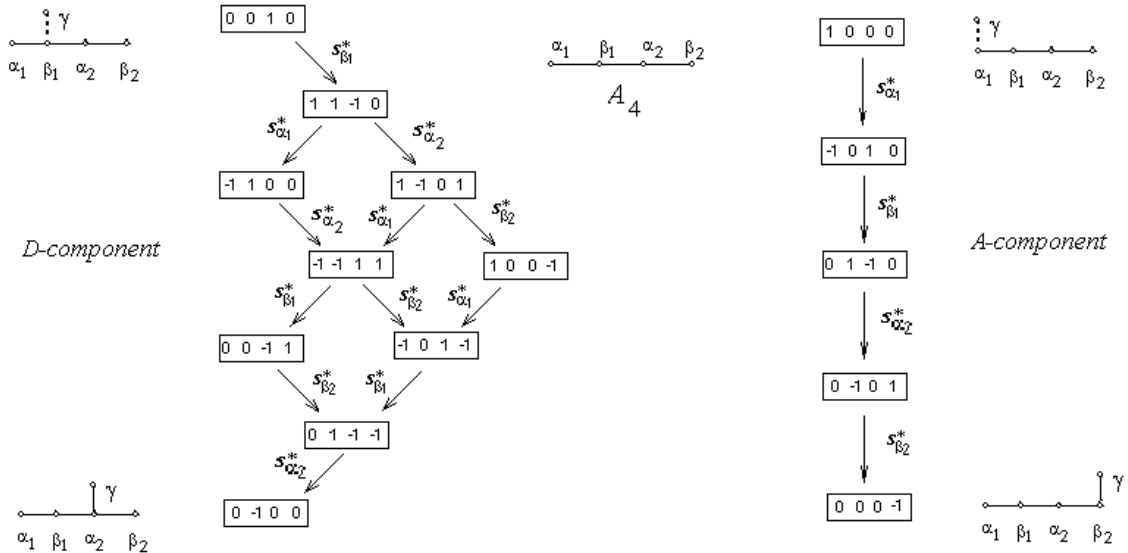 γ
α1 β1 α2 β2
0 0 1 0
s*β1
1 1 -1 0
s*α1 s*α2
-1 1 0 0
1 -1 0 1
s*α2 s*α1 s*β2
D-component
-1 -1 1 1
1 0 0 -1
s*β1 s*β2 s*α1
0 0 -1 1
-1 0 1 -1
s*β2 s*β1
0 1 -1 -1
s*α2
0 -1 0 0
γ
α1 β1 α2 β2
α1 β1 α2 β2
A4
1 0 0 0
s*α1
-1 0 1 0
s*β1
0 1 -1 0
s*α2
0 -1 0 1
s*β2
0 0 0 -1
γ
α1 β1 α2 β2
A-component
γ
α1 β1 α2 β2